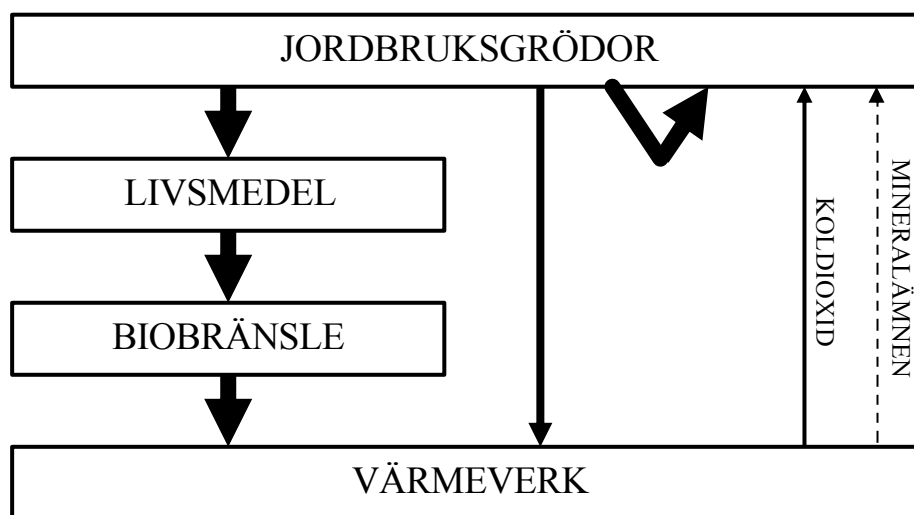 JORDBRUKSGRÖDOR
LIVSMEDEL
BIOBRÄNSLE
KOLDIOXID
MINERALÄMNEN
VÄRMEVERK